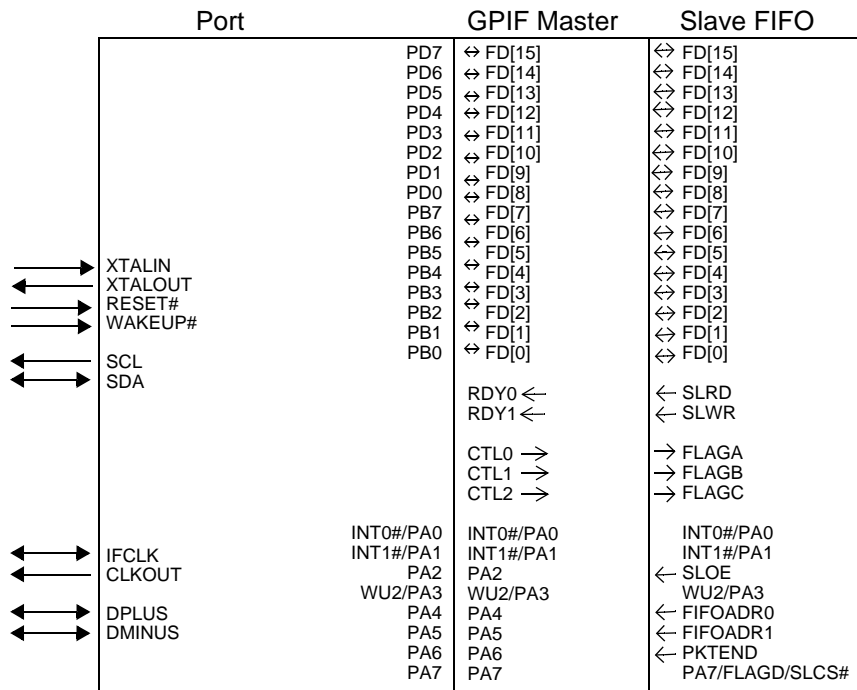 Port GPIF Master Slave FIFO
PD7 FD[15] FD[15]
PD6 FD[14] FD[14]
PD5 FD[13] FD[13]
PD4 FD[12] FD[12]
PD3 FD[11] FD[11]
PD2 FD[10] FD[10]
PD1 FD[9] FD[9]
PD0 FD[8] FD[8]
PB7 FD[7] FD[7]
PB6 FD[6] FD[6]
PB5 FD[5] FD[5]
XTALIN PB4 FD[4] FD[4]
XTALOUT PB3 FD[3] FD[3]
RESET# PB2 FD[2] FD[2]
WAKEUP# PB1 FD[1] FD[1]
SCL PB0 FD[0] FD[0]
SDA
RDY0 SLRD
RDY1 SLWR
CTL0 FLAGA
CTL1 FLAGB
CTL2 FLAGC
INT0#/PA0 INT0#/PA0 INT0#/PA0
IFCLK INT1#/PA1 INT1#/PA1 INT1#/PA1
CLKOUT PA2 PA2 SLOE
WU2/PA3 WU2/PA3 WU2/PA3
DPLUS PA4 PA4 FIFOADR0
DMINUS PA5 PA5 FIFOADR1
PA6 PA6 PKTEND
PA7 PA7 PA7/FLAGD/SLCS#